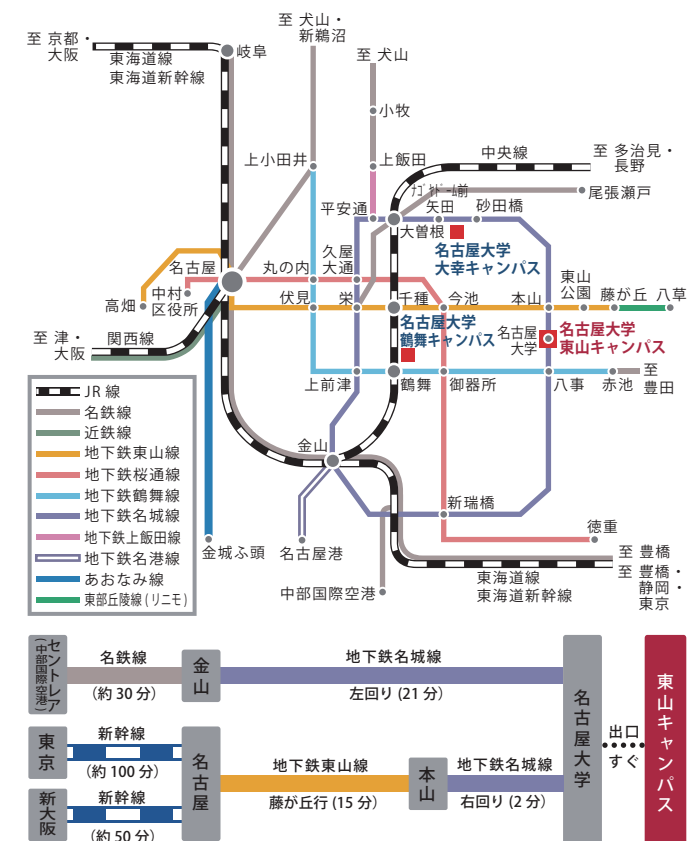 至 京都・
大阪
東海道線
東海道新幹線
岐阜
至 犬山・
新鵜沼
至 犬山
小牧
上小田井
上飯田
中央線
至 多治見・
長野
ﾅｺﾞﾔﾄﾞｰﾑ前
矢田
砂田橋
尾張瀬戸
平安通
大曽根
名古屋大学
大幸キャンパス
名古屋
丸の内
久屋
大通
高畑
中村
区役所
伏見
栄
千種
今池
本山
東山
公園
藤が丘
八草
至 津・
大阪
関西線
名古屋大学
鶴舞キャンパス
名古屋
大学
名古屋大学
東山キャンパス
上前津
鶴舞
御器所
八事
赤池
至
豊田
JR 線
名鉄線
近鉄線
地下鉄東山線
地下鉄桜通線
地下鉄鶴舞線
地下鉄名城線
地下鉄上飯田線
地下鉄名港線
あおなみ線
東部丘陵線 (リニモ)
金山
新瑞橋
金城ふ頭
名古屋港
徳重
中部国際空港
東海道線
東海道新幹線
至 豊橋
至 豊橋・
静岡・
東京
セントレア
(中部国際空港)
名鉄線
(約 30 分)
金山
地下鉄名城線
左回り (21 分)
東京
新幹線
(約 100 分)
新大阪
新幹線
(約 50 分)
名古屋
地下鉄東山線
藤が丘行 (15 分)
本山
地下鉄名城線
右回り (2 分)
名古屋大学
出口
すぐ
東山キャンパス